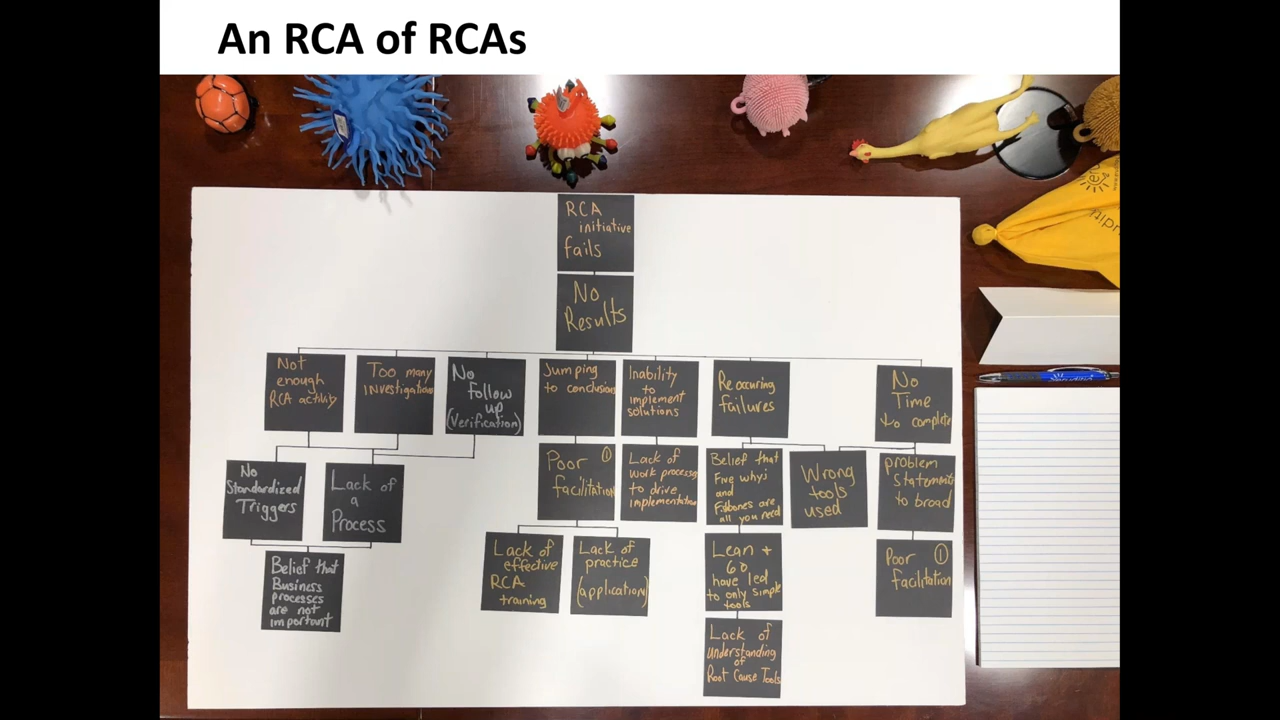 An RCA of RCAs
RCA
initiative
fails
No
Results
Not
enough
RCA activity
Too many
investigations
No
follow
up
(Verification)
Jumping
to conclusions
Inability
to
implement
solutions
Reoccuring
failures
No
Time
to complete
No
Standardized
Triggers
Lack of
a
Process
Poor ①
facilitation
Lack of
work processes
to drive
implementation
Belief that
Five why's
and
Fishbones are
all you need
Wrong
tools
used
problem
statements
to broad
Belief that
Business
processes
are not
important
Lack of
effective
RCA
training
Lack of
practice
(application)
Lean +
6σ
have led
to only simple
tools
Poor ①
facilitation
Lack of
Understanding
of
Root Cause Tools